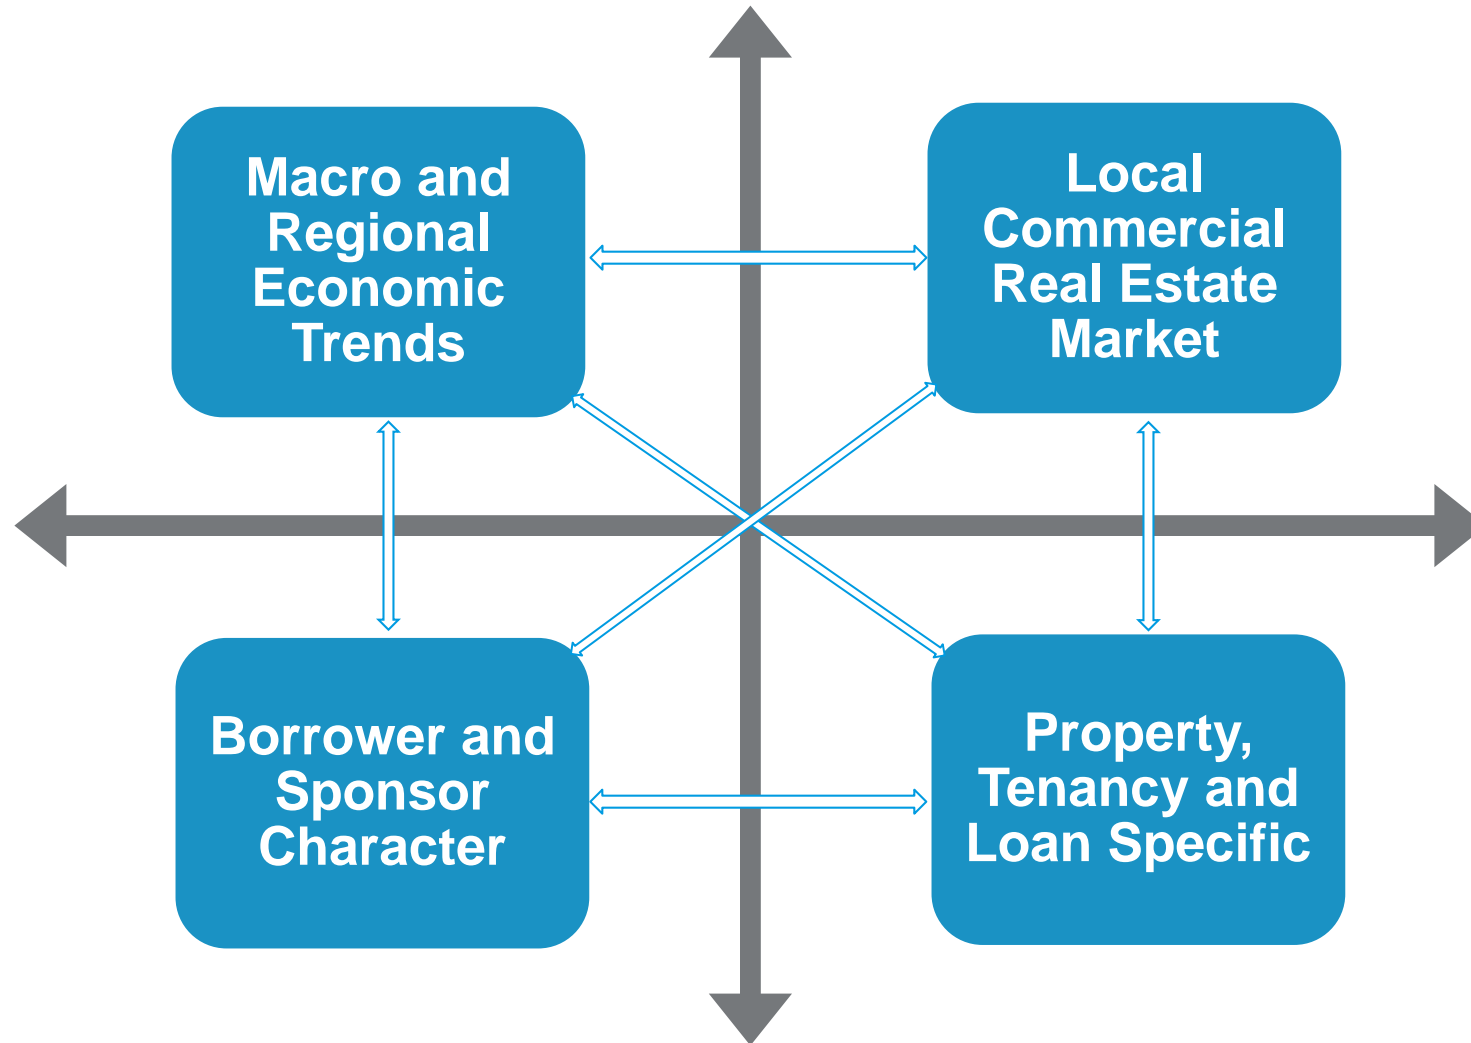 Macro and
Regional
Economic
Trends
Local
Commercial
Real Estate
Market
Borrower and
Sponsor
Character
Property,
Tenancy and
Loan Specific